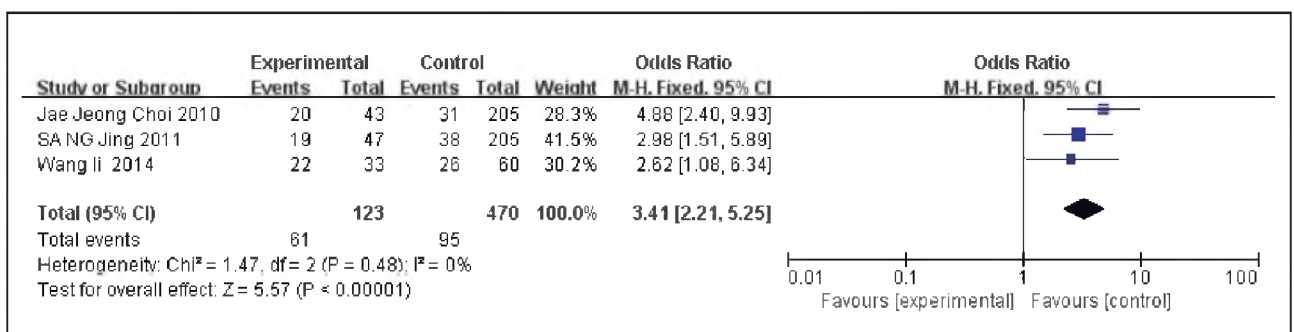 Experimental Control Odds Ratio Odds Ratio
Study or Subgroup Events Total Events Total Weight M-H. Fixed. 95% CI M-H. Fixed. 95% CI
Jae Jeong Choi 2010 20 43 31 205 28.3% 4.88 [2.40, 9.93]
SANG Jing 2011 19 47 38 205 41.5% 2.98 [1.51, 5.89]
Wang li 2014 22 33 26 60 30.2% 2.62 [1.08, 6.34]
Total (95% CI) 123 470 100.0% 3.41 [2.21, 5.25]
Total events 61 95
Heterogeneity: Chi² = 1.47, df = 2 (P = 0.48); I² = 0%
Test for overall effect: Z = 5.57 (P < 0.00001)
0.01 0.1 1 10 100
Favours [experimental] Favours [control]